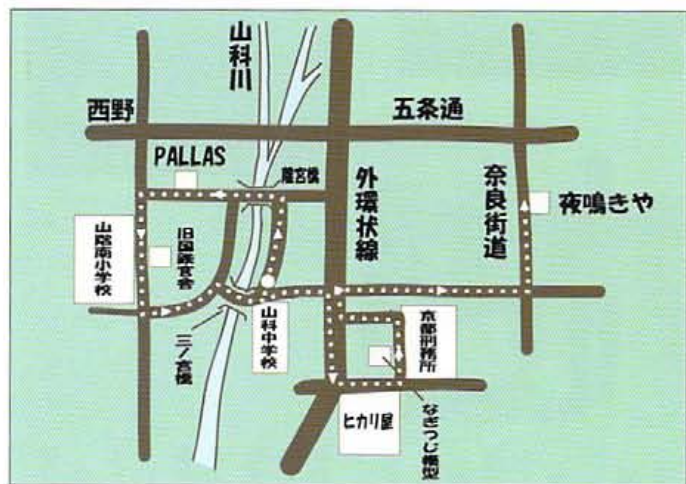 山科川
西野
五条通
PALLAS
離宮橋
外環状線
奈良街道
夜鳴きや
山階南小学校
旧国鉄官舎
三ノ宮橋
山科中学校
京都刑務所
ヒカリ屋
なぎつじ 型